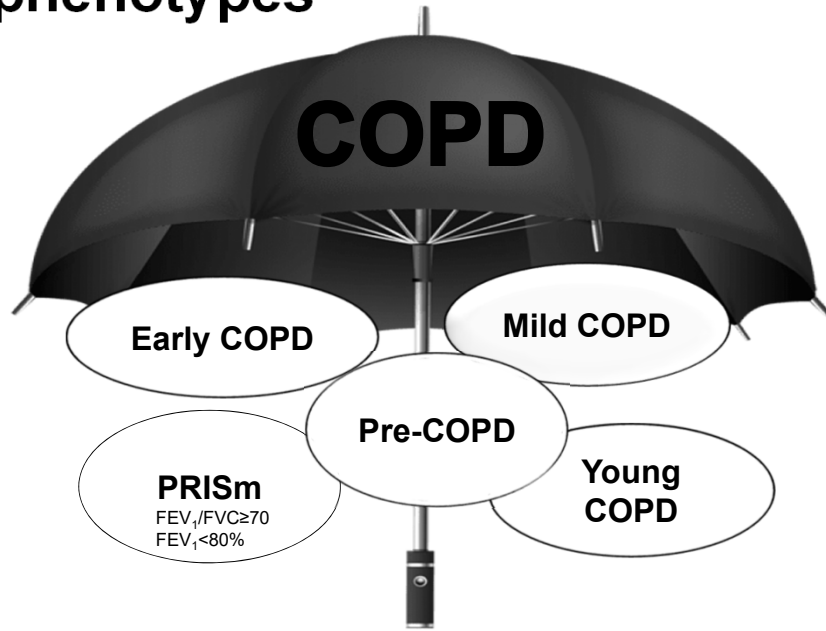 phenotypes
COPD
Early COPD
Mild COPD
Pre-COPD
PRISm
FEV₁/FVC≥70
FEV₁<80%
Young
COPD